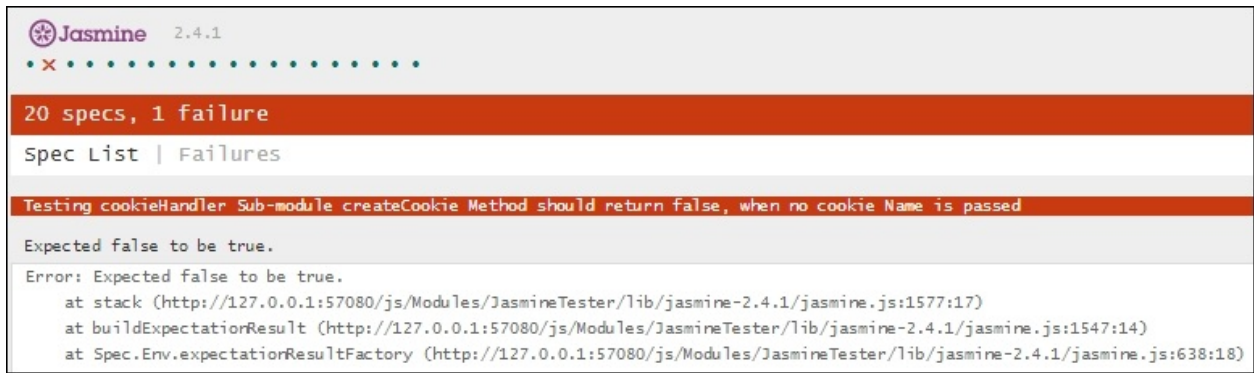 Jasmine 2.4.1
20 specs, 1 failure
Spec List | Failures
Testing cookieHandler Sub-module createCookie Method should return false, when no cookie Name is passed
Expected false to be true.
Error: Expected false to be true.
at stack (http://127.0.0.1:57080/js/Modules/JasmineTester/lib/jasmine-2.4.1/jasmine.js:1577:17)
at buildExpectationResult (http://127.0.0.1:57080/js/Modules/JasmineTester/lib/jasmine-2.4.1/jasmine.js:1547:14)
at Spec.Env.expectationResultFactory (http://127.0.0.1:57080/js/Modules/JasmineTester/lib/jasmine-2.4.1/jasmine.js:638:18)